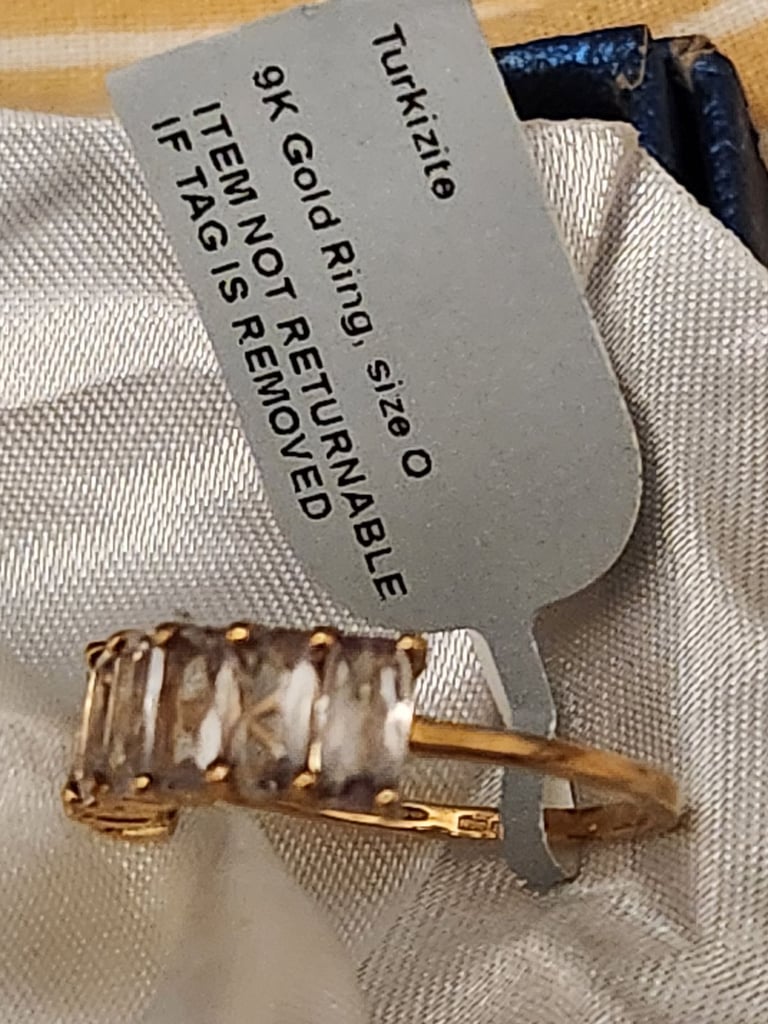 Turkizite
9K Gold Ring, size O
ITEM NOT RETURNABLE
IF TAG IS REMOVED